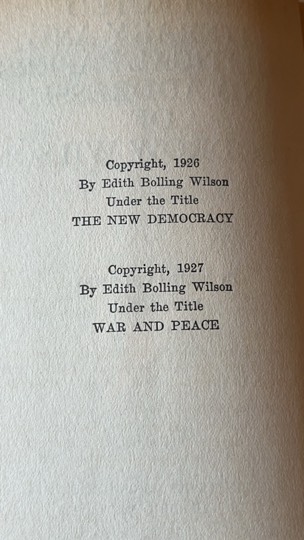 Copyright, 1926
By Edith Bolling Wilson
Under the Title
THE NEW DEMOCRACY
Copyright, 1927
By Edith Bolling Wilson
Under the Title
WAR AND PEACE